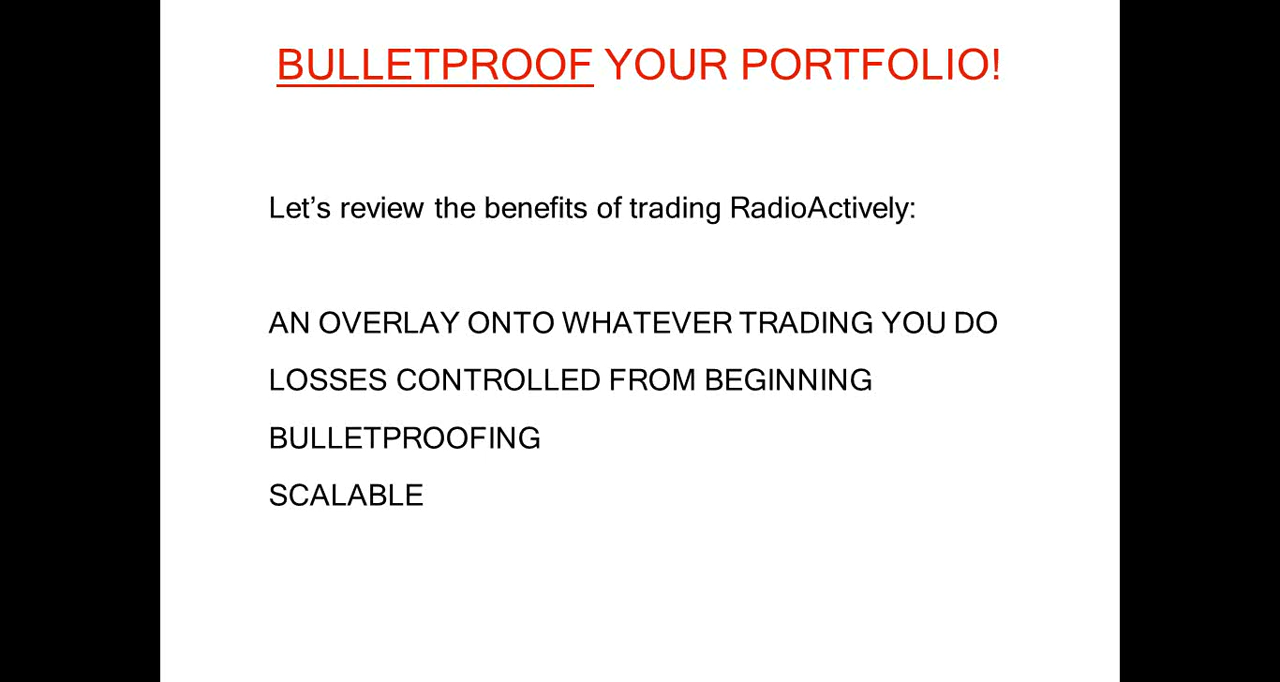 BULLETPROOF YOUR PORTFOLIO!
Let’s review the benefits of trading RadioActively:
AN OVERLAY ONTO WHATEVER TRADING YOU DO
LOSSES CONTROLLED FROM BEGINNING
BULLETPROOFING
SCALABLE